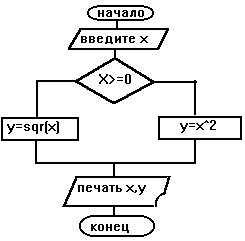 начало
введите x
X>=0
y=sqr(x)
y=x^2
печать x,y
конец